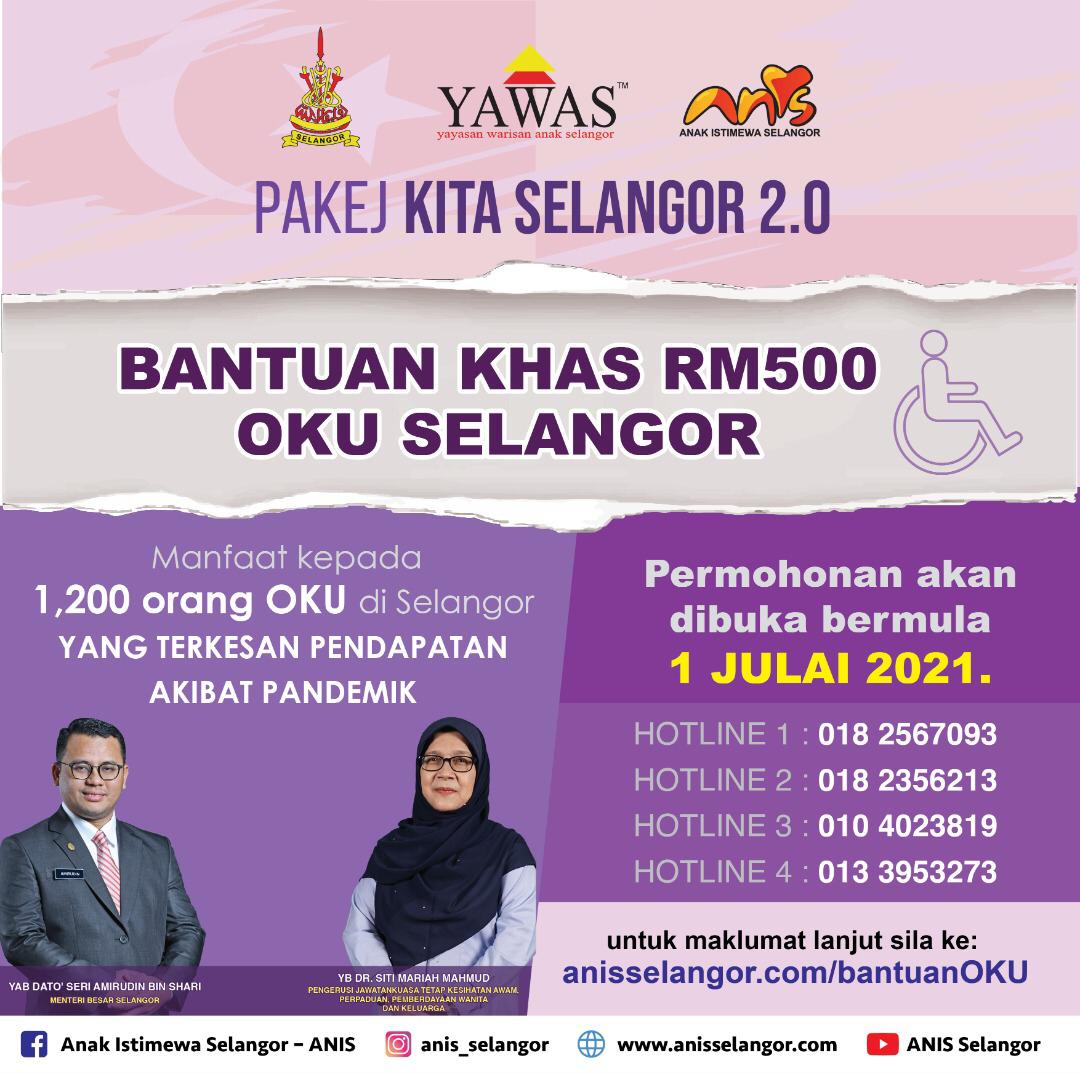 SELANGOR
YAWAS™
yayasan warisan anak selangor
anis
ANAK ISTIMEWA SELANGOR
PAKEJ KITA SELANGOR 2.0
BANTUAN KHAS RM500
OKU SELANGOR
Manfaat kepada
1,200 orang OKU di Selangor
YANG TERKESAN PENDAPATAN
AKIBAT PANDEMIK
Permohonan akan
dibuka bermula
1 JULAI 2021.
HOTLINE 1 : 018 2567093
HOTLINE 2 : 018 2356213
HOTLINE 3 : 010 4023819
HOTLINE 4 : 013 3953273
AMIRUDIN
YAB DATO' SERI AMIRUDIN BIN SHARI
MENTERI BESAR SELANGOR
YB DR. SITI MARIAH MAHMUD
PENGERUSI JAWATANKUASA TETAP KESIHATAN AWAM,
PERPADUAN, PEMBERDAYAAN WANITA
DAN KELUARGA
untuk maklumat lanjut sila ke:
anisselangor.com/bantuanOKU
Anak Istimewa Selangor – ANIS
anis_selangor
www.anisselangor.com
ANIS Selangor